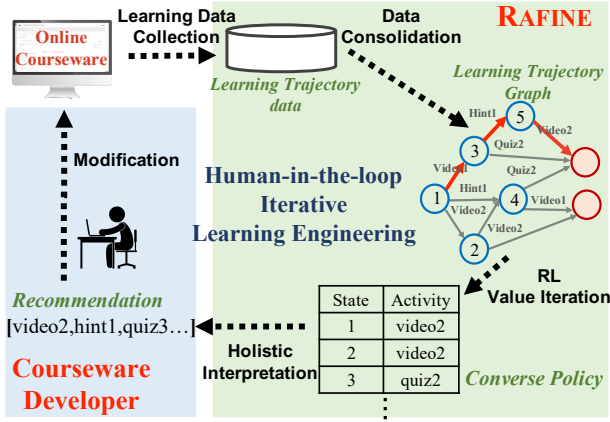 Online
Courseware
Learning Data
Collection
Learning Trajectory
data
Data
Consolidation
RAFINE
Learning Trajectory
Graph
Hint1
5
Video2
3
Quiz2
Video1
Quiz2
1
Hint1
4
Video1
Video2
Video2
2
Human-in-the-loop
Iterative
Learning Engineering
Modification
RL
Value Iteration
State Activity
1 video2
2 video2
3 quiz2
Converse Policy
Holistic
Interpretation
Recommendation
[video2,hint1,quiz3…]
Courseware
Developer